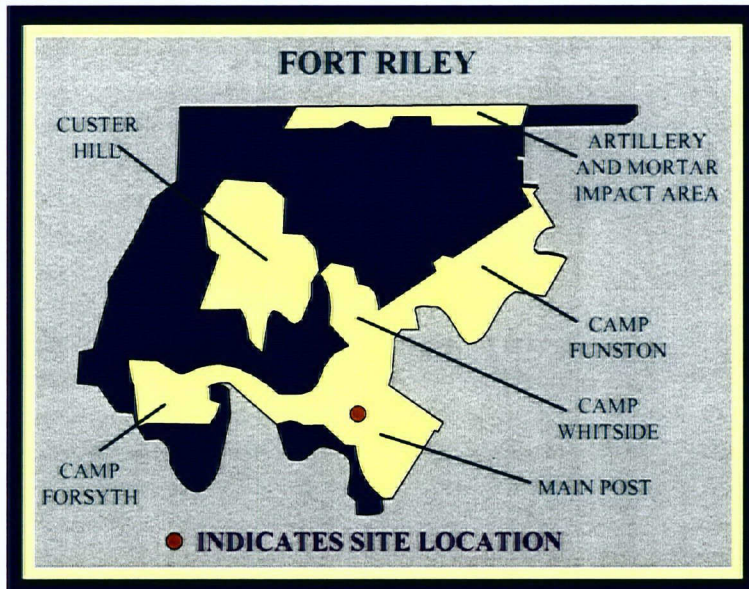 FORT RILEY
CUSTER
HILL
ARTILLERY
AND MORTAR
IMPACT AREA
CAMP
FUNSTON
CAMP
WHITSIDE
CAMP
FORSYTH
MAIN POST
INDICATES SITE LOCATION